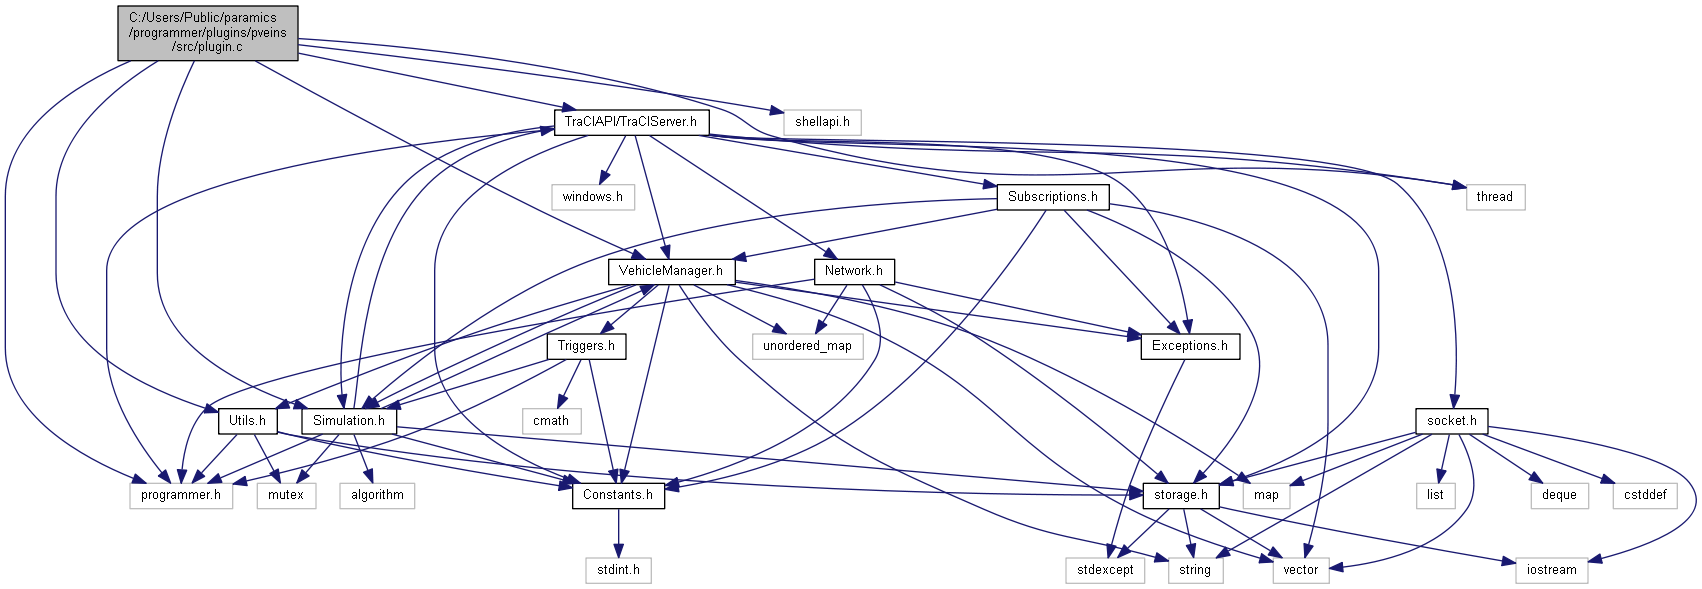 C:/Users/Public/paramics
/programmer/plugins/pveins
/src/plugin.c
TraCIAPI/TraCIServer.h
shellapi.h
windows.h
Subscriptions.h
thread
VehicleManager.h
Network.h
Triggers.h
unordered_map
Exceptions.h
Utils.h
Simulation.h
cmath
socket.h
programmer.h
mutex
algorithm
Constants.h
storage.h
map
list
deque
cstddef
stdint.h
stdexcept
string
vector
iostream